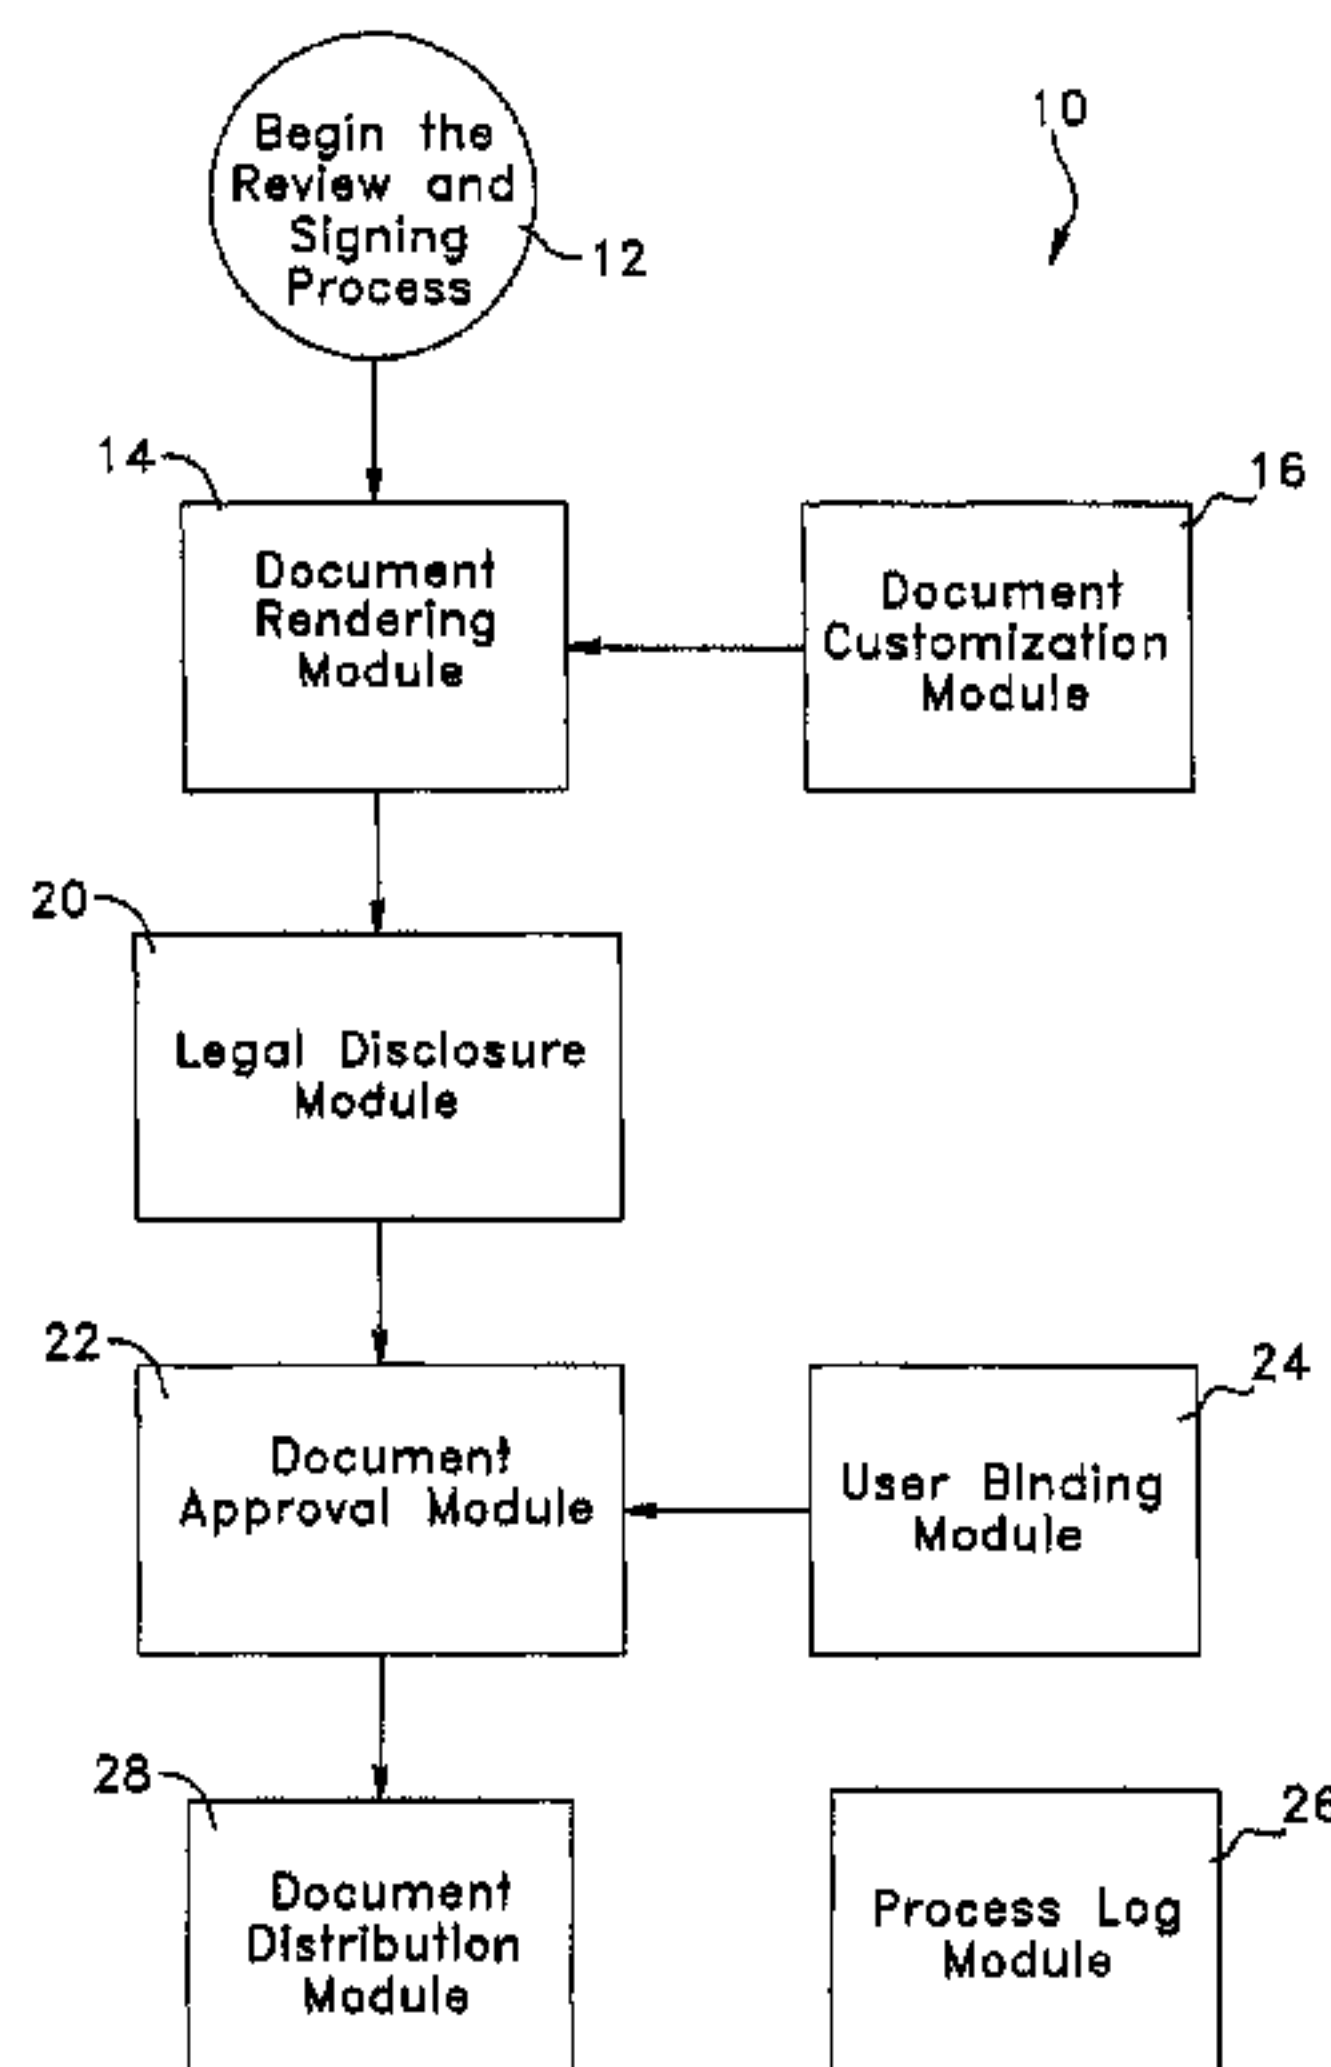 Begin the
Review and
Signing
Process
10
12
14
Document
Rendering
Module
16
Document
Customization
Module
20
Legal Disclosure
Module
22
Document
Approval Module
24
User Binding
Module
28
Document
Distribution
Module
26
Process Log
Module